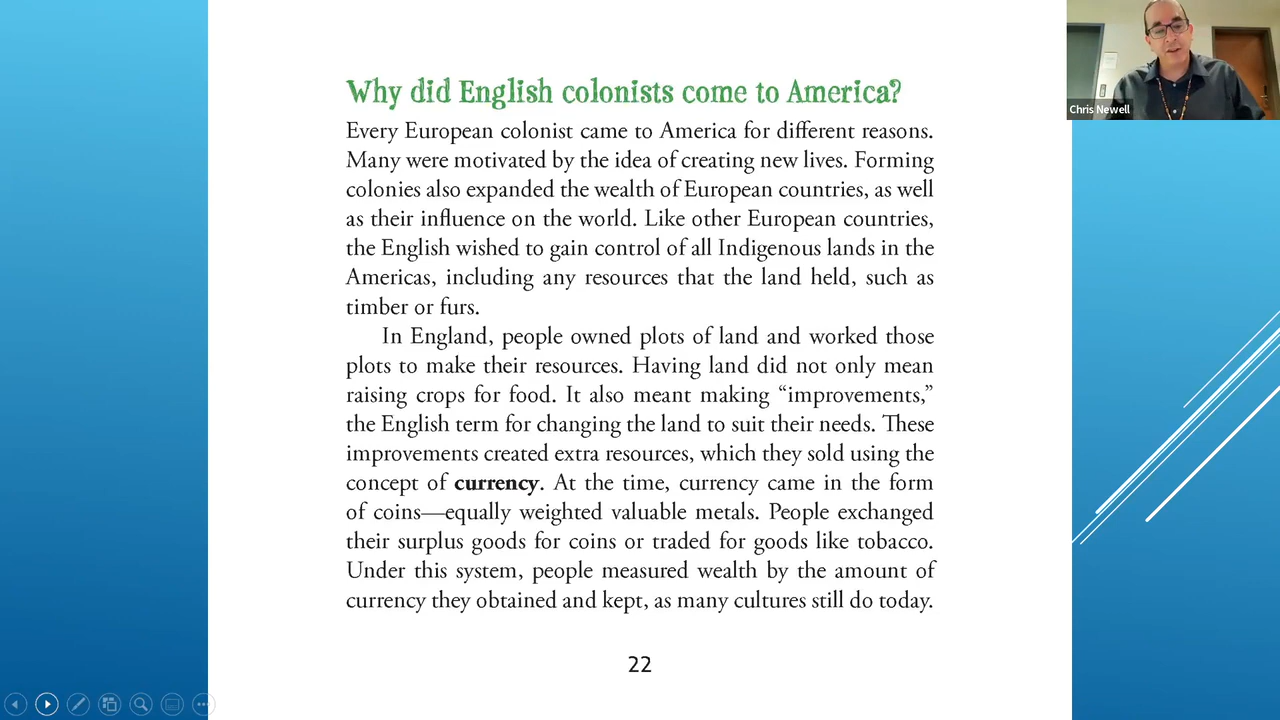 Why did English colonists come to America?
Every European colonist came to America for different reasons.
Many were motivated by the idea of creating new lives. Forming
colonies also expanded the wealth of European countries, as well
as their influence on the world. Like other European countries,
the English wished to gain control of all Indigenous lands in the
Americas, including any resources that the land held, such as
timber or furs.
In England, people owned plots of land and worked those
plots to make their resources. Having land did not only mean
raising crops for food. It also meant making “improvements,”
the English term for changing the land to suit their needs. These
improvements created extra resources, which they sold using the
concept of currency. At the time, currency came in the form
of coins—equally weighted valuable metals. People exchanged
their surplus goods for coins or traded for goods like tobacco.
Under this system, people measured wealth by the amount of
currency they obtained and kept, as many cultures still do today.
22
Chris Newell